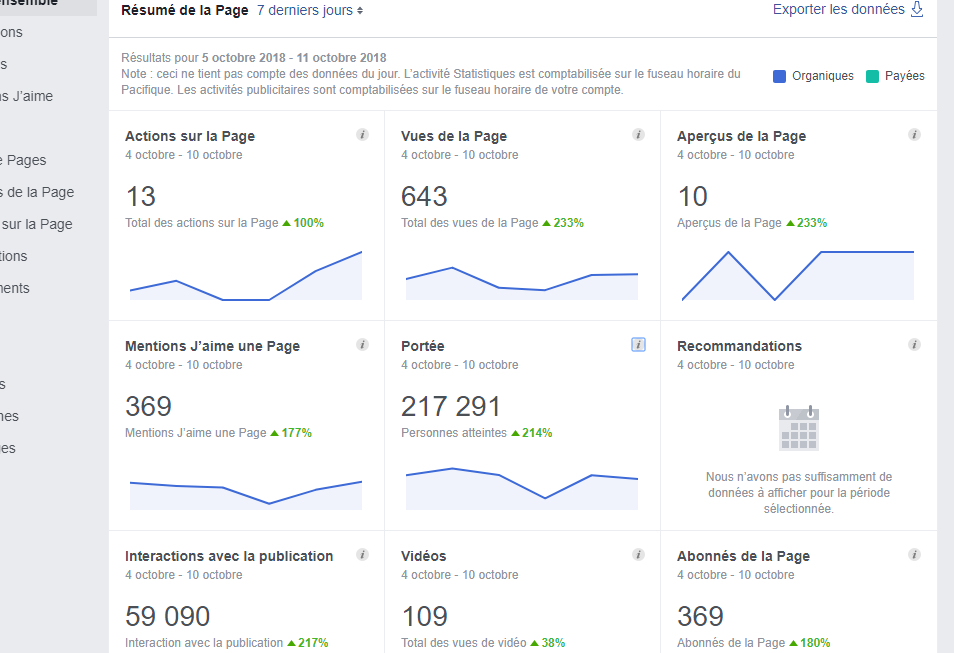 Résumé de la Page 7 derniers jours
Exporter les données
ons
s
ns J'aime
e Pages
s de la Page
sur la Page
tions
nents
s
nes
ges
Résultats pour 5 octobre 2018 - 11 octobre 2018
Note : ceci ne tient pas compte des données du jour. L'activité Statistiques est comptabilisée sur le fuseau horaire du
Pacifique. Les activités publicitaires sont comptabilisées sur le fuseau horaire de votre compte.
Organiques
Payées
Actions sur la Page
4 octobre - 10 octobre
13
Total des actions sur la Page ▲ 100%
Vues de la Page
4 octobre - 10 octobre
643
Total des vues de la Page ▲ 233%
Aperçus de la Page
4 octobre - 10 octobre
10
Aperçus de la Page ▲ 233%
Mentions J'aime une Page
4 octobre - 10 octobre
369
Mentions J'aime une Page ▲ 177%
Portée
4 octobre - 10 octobre
217 291
Personnes atteintes ▲ 214%
Recommandations
4 octobre - 10 octobre
Nous n'avons pas suffisamment de
données à afficher pour la période
sélectionnée.
Interactions avec la publication
4 octobre - 10 octobre
59 090
Interaction avec la publication ▲ 217%
Vidéos
4 octobre - 10 octobre
109
Total des vues de vidéo ▲ 38%
Abonnés de la Page
4 octobre - 10 octobre
369
Abonnés de la Page ▲ 180%